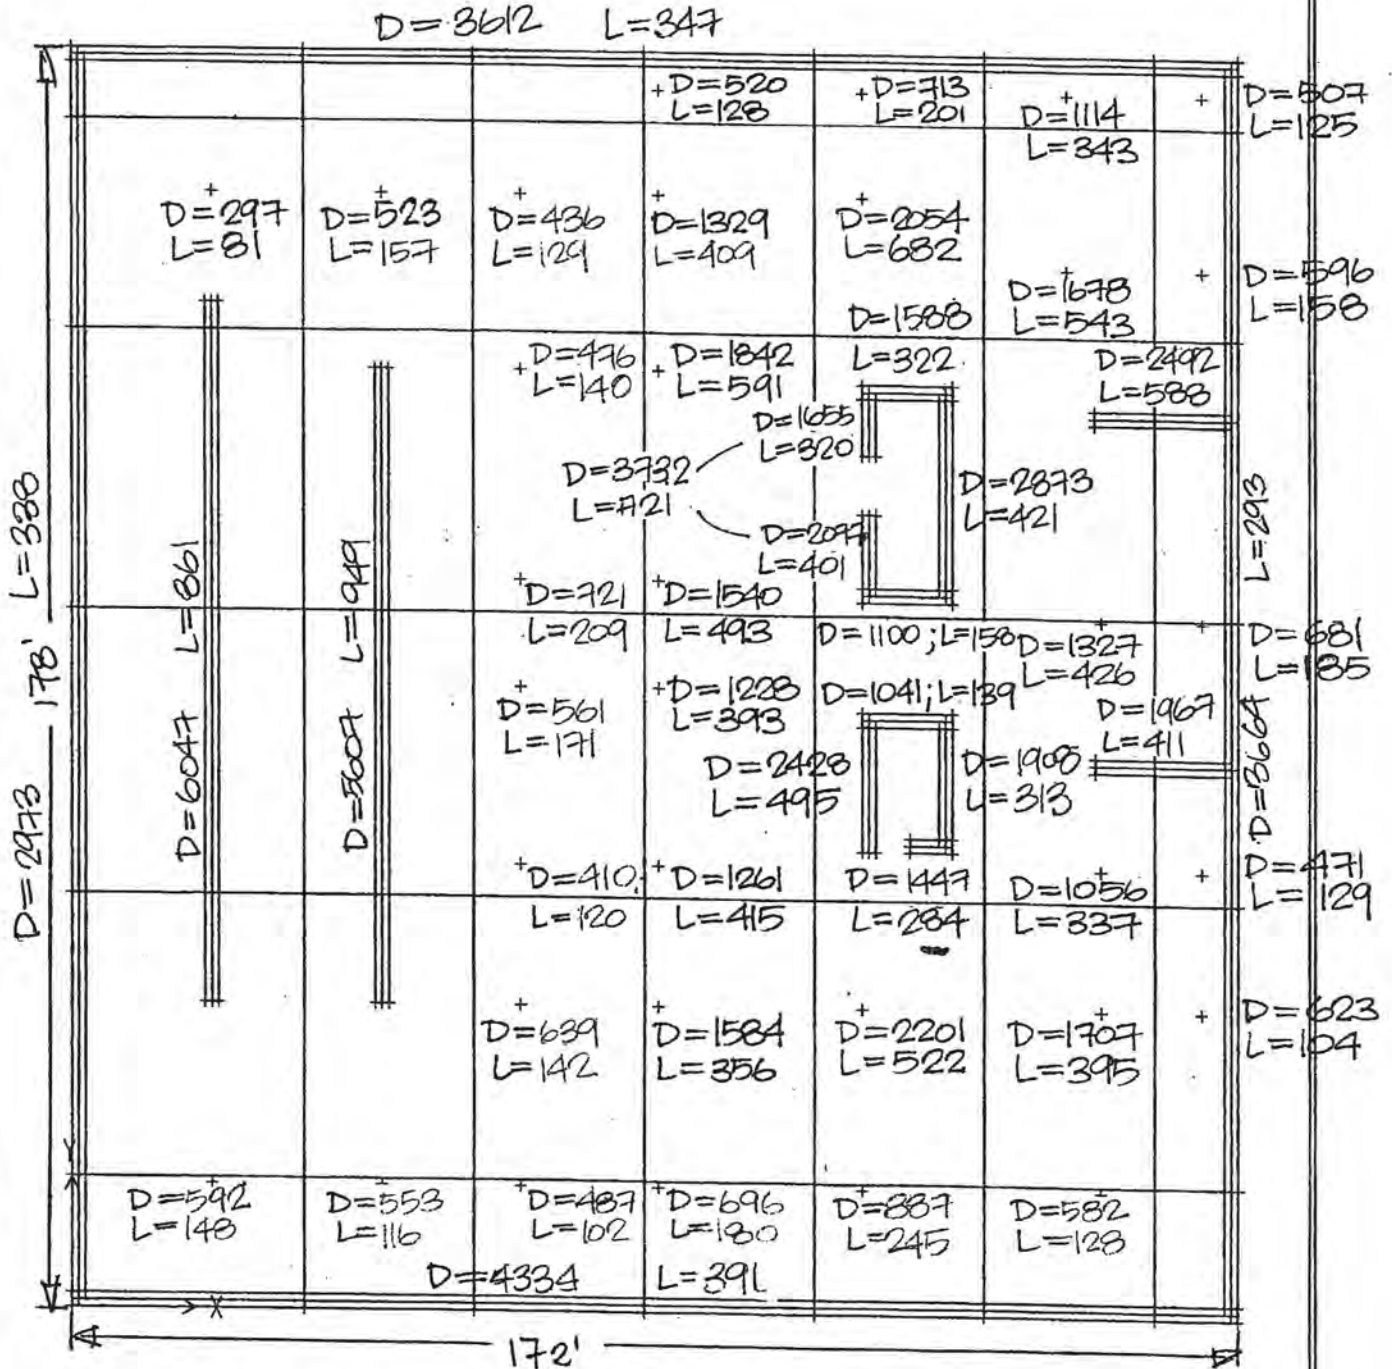 D=3612 L=347
D=520
L=128
D=713
L=201
D=1114
L=343
D=507
L=125
D=297
L=81
D=523
L=157
D=436
L=129
D=1329
L=409
D=2054
L=682
D=1678
L=543
D=596
L=158
D=1588
L=322
D=476
L=140
D=1842
L=591
D=2492
L=588
D=1655
L=320
D=3732
L=721
D=2077
L=401
D=2873
L=421
L=293
D=3664
D=2973 178' L=338
D=6047 L=861
D=5607 L=949
D=721
L=209
D=1540
L=493
D=1100; L=158
D=1327
L=426
D=681
L=185
D=561
L=171
D=1228
L=393
D=1041; L=139
D=1967
L=411
D=2428
L=495
D=1908
L=313
D=410
L=120
D=1261
L=415
D=1447
L=284
D=1056
L=337
D=471
L=129
D=639
L=142
D=1584
L=356
D=2201
L=522
D=1707
L=395
D=623
L=104
Y
D=592
L=148
D=553
L=116
D=487
L=102
D=696
L=180
D=887
L=245
D=582
L=128
D=4334 L=391
X
172'